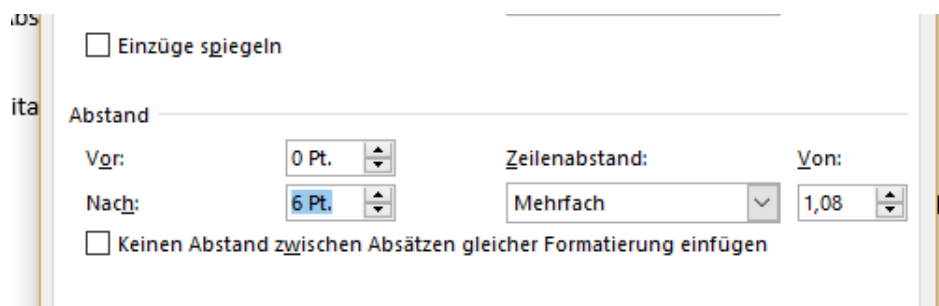 Einzüge spiegeln
ita
Abstand
Vor: 0 Pt. Zeilenabstand: Von:
Nach: 6 Pt. Mehrfach 1,08
Keinen Abstand zwischen Absätzen gleicher Formatierung einfügen